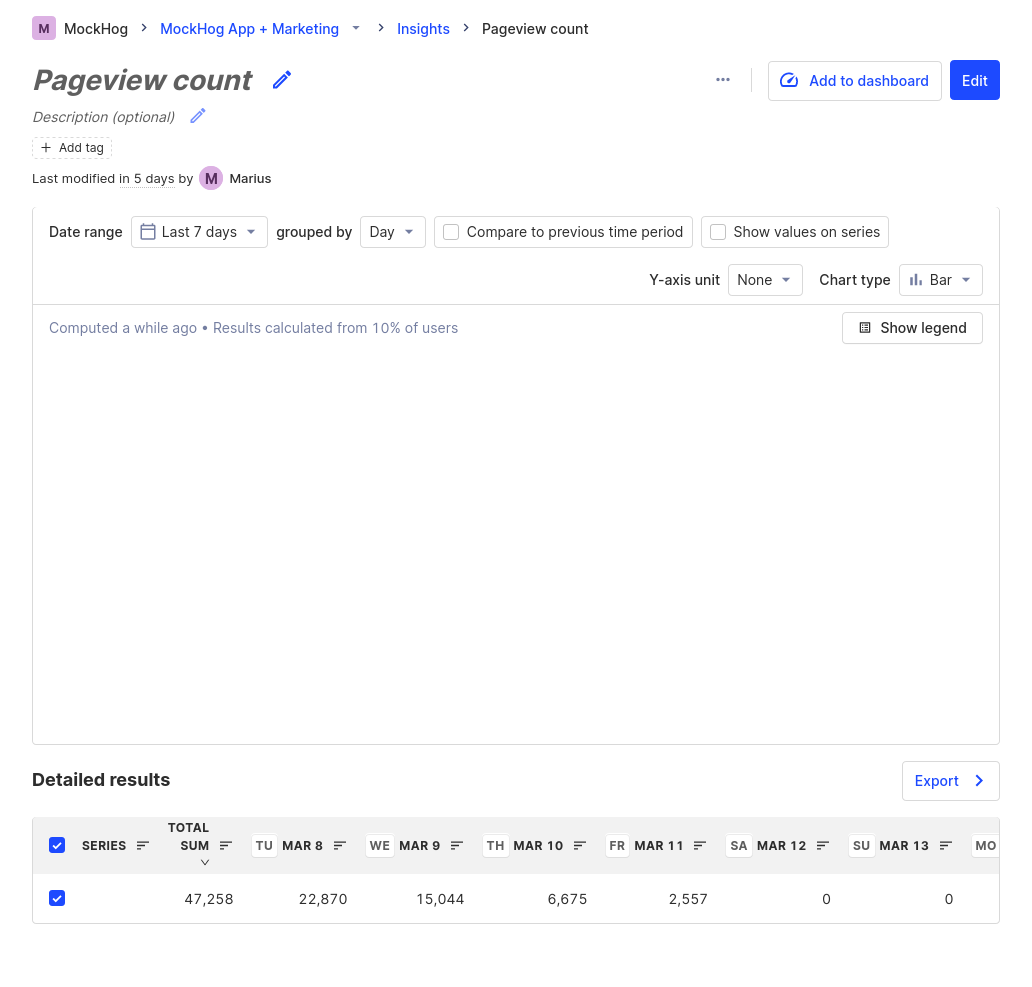 M MockHog MockHog App + Marketing Insights Pageview count
Pageview count
Add to dashboard Edit
Description (optional)
Add tag
Last modified in 5 days by M Marius
Date range Last 7 days grouped by Day Compare to previous time period Show values on series
Y-axis unit None Chart type Bar
Computed a while ago • Results calculated from 10% of users Show legend
Detailed results Export
SERIES TOTAL SUM TU MAR 8 WE MAR 9 TH MAR 10 FR MAR 11 SA MAR 12 SU MAR 13 MO
47,258 22,870 15,044 6,675 2,557 0 0